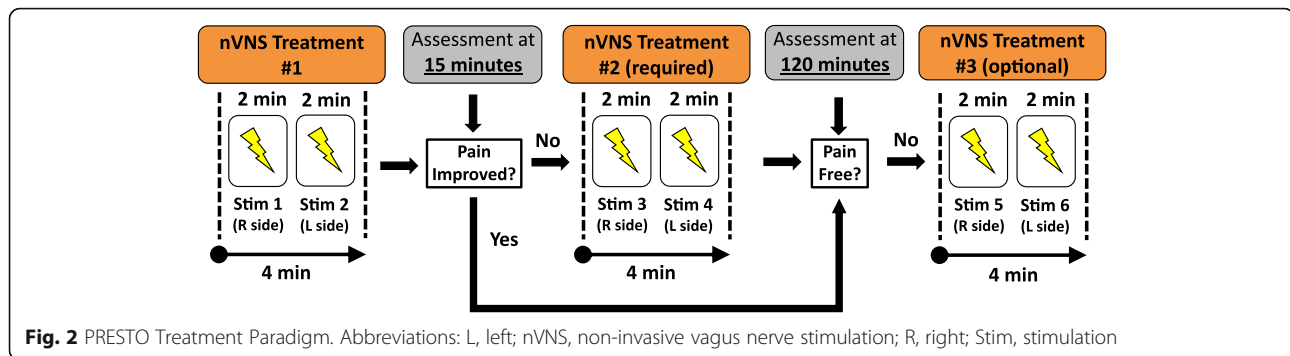 nVNS Treatment
#1
Assessment at
15 minutes
nVNS Treatment
#2 (required)
Assessment at
120 minutes
nVNS Treatment
#3 (optional)
2 min 2 min
Stim 1 Stim 2
(R side) (L side)
4 min
Pain
Improved?
No
Yes
2 min 2 min
Stim 3 Stim 4
(R side) (L side)
4 min
Pain
Free?
No
2 min 2 min
Stim 5 Stim 6
(R side) (L side)
4 min
Fig. 2 PRESTO Treatment Paradigm. Abbreviations: L, left; nVNS, non-invasive vagus nerve stimulation; R, right; Stim, stimulation